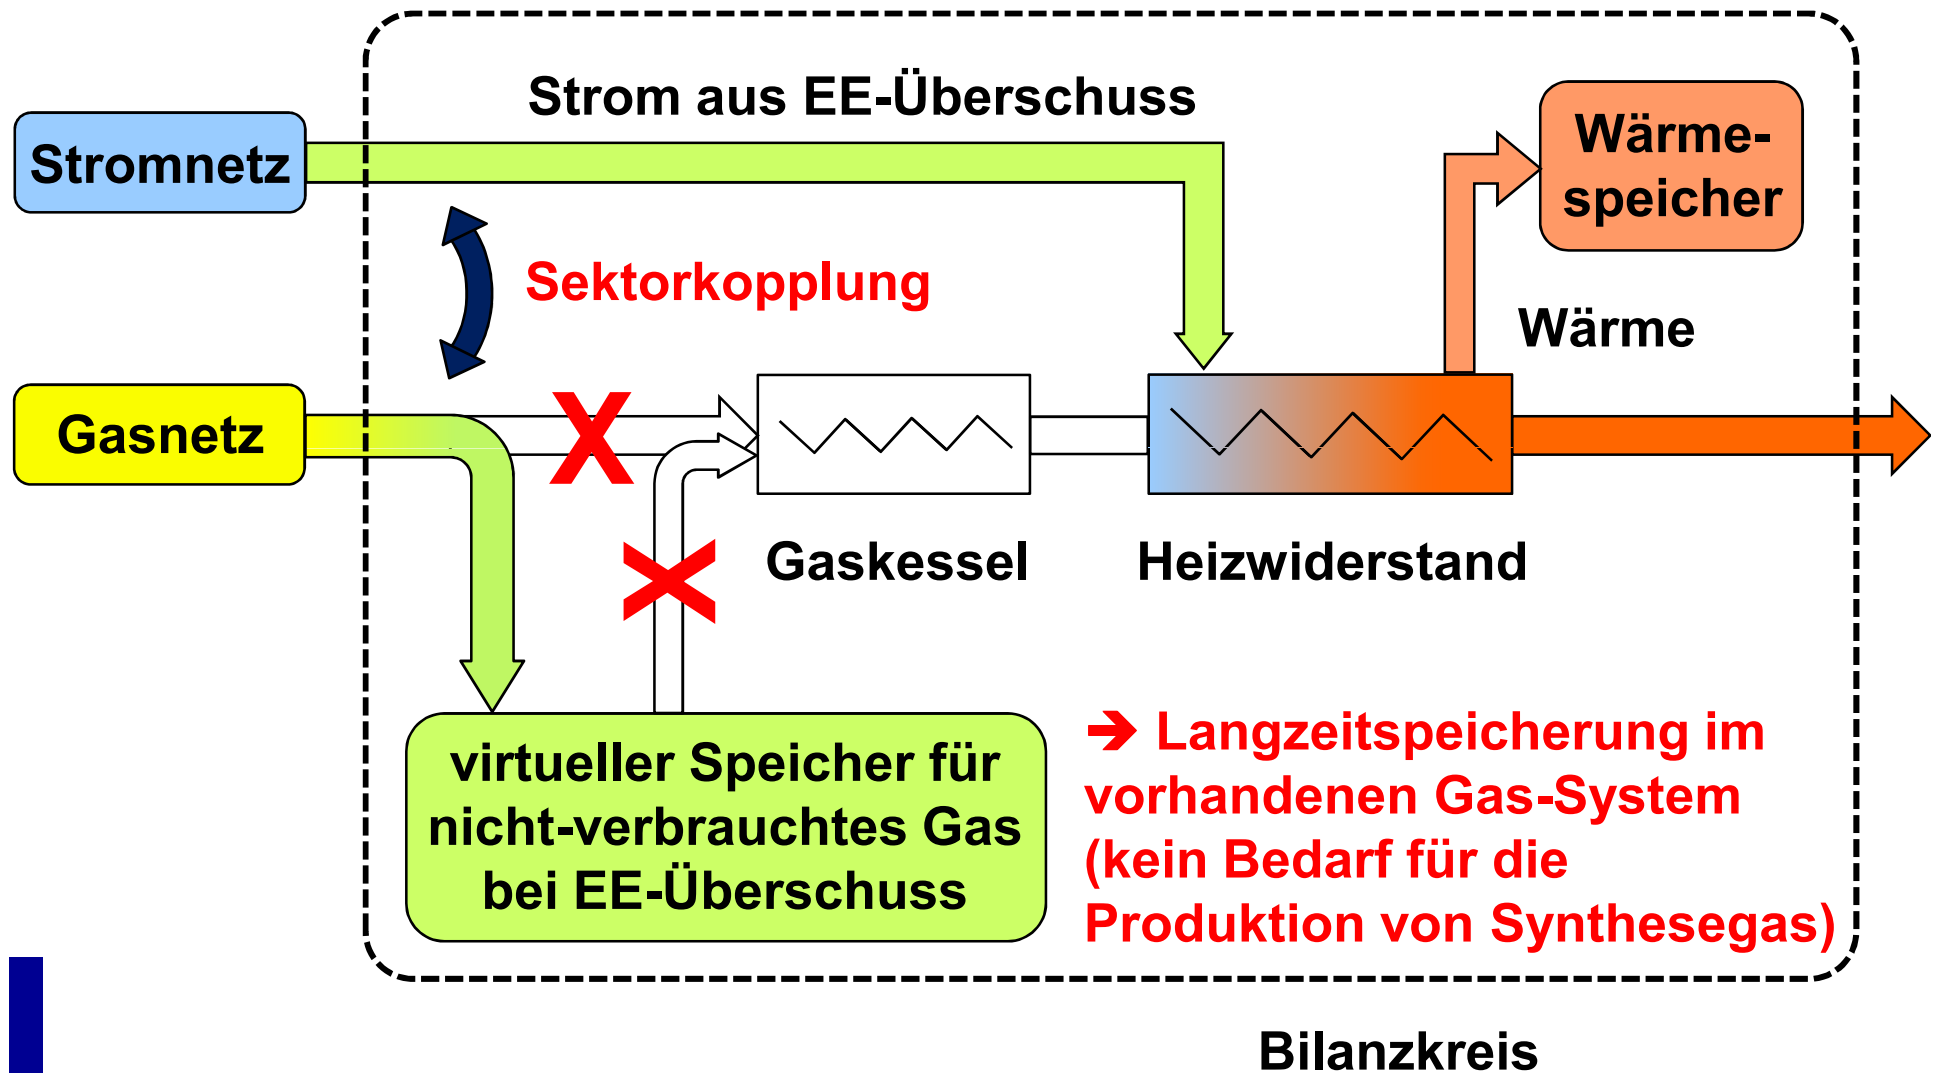 Strom aus EE-Überschuss
Stromnetz
Wärme-
speicher
Sektorkopplung
Wärme
Gasnetz
X
X
Gaskessel
Heizwiderstand
virtueller Speicher für
nicht-verbrauchtes Gas
bei EE-Überschuss
➔ Langzeitspeicherung im
vorhandenen Gas-System
(kein Bedarf für die
Produktion von Synthesegas)
Bilanzkreis